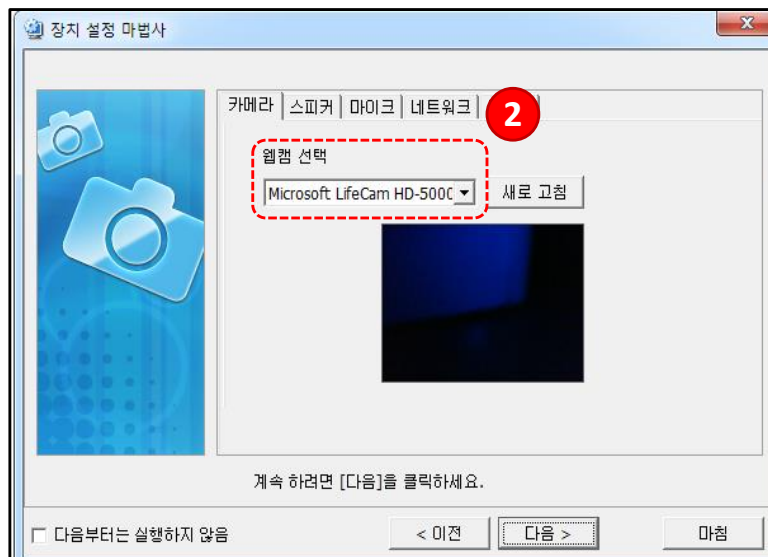 장치 설정 마법사
카메라 스피커 마이크 네트워크
2
웹캠 선택
Microsoft LifeCam HD-500 새로 고침
계속 하려면 [다음]을 클릭하세요.
다음부터는 실행하지 않음 < 이전 다음 > 마침